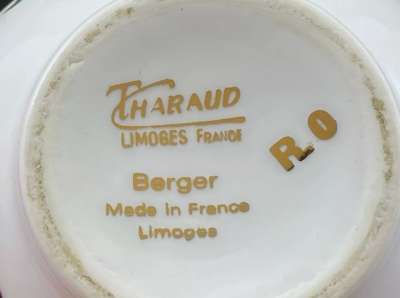 THARAUD
LIMOGES FRANCE
R.O
Berger
Made in France
Limoges